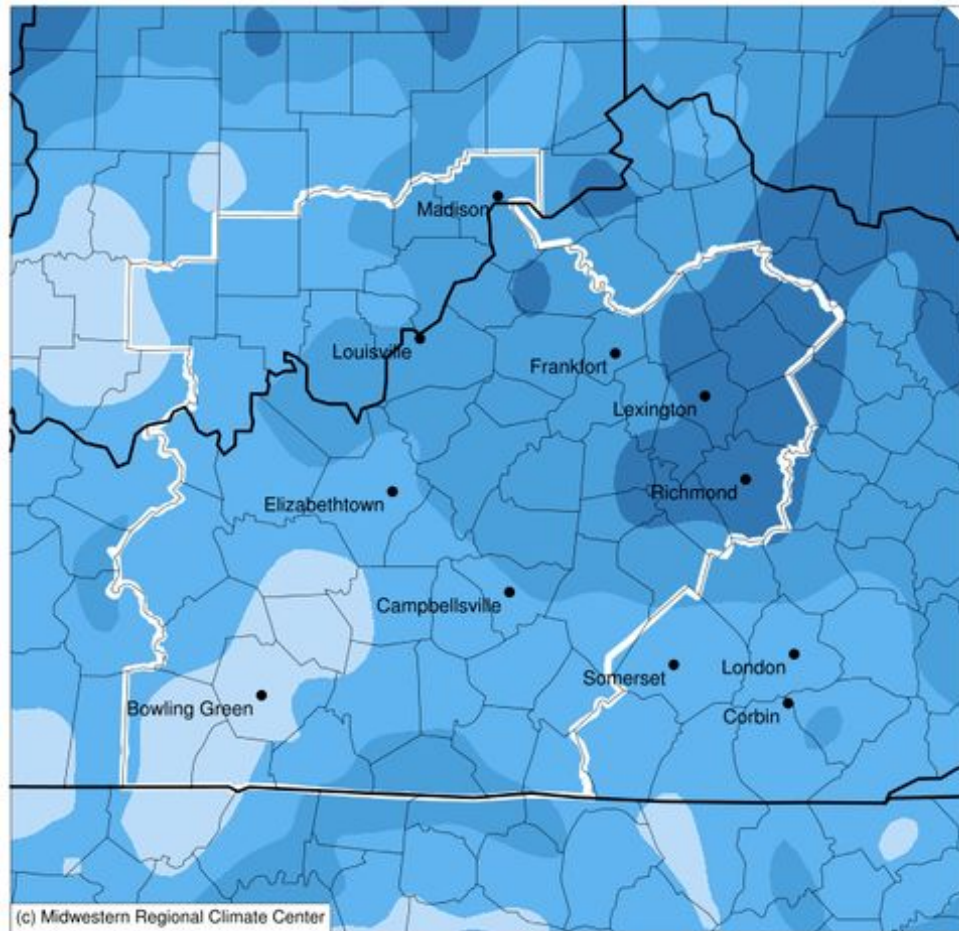 Madison
Louisville
Frankfort
Lexington
Richmond
Elizabethtown
Campbellsville
Somerset
London
Bowling Green
Corbin
(c) Midwestern Regional Climate Center